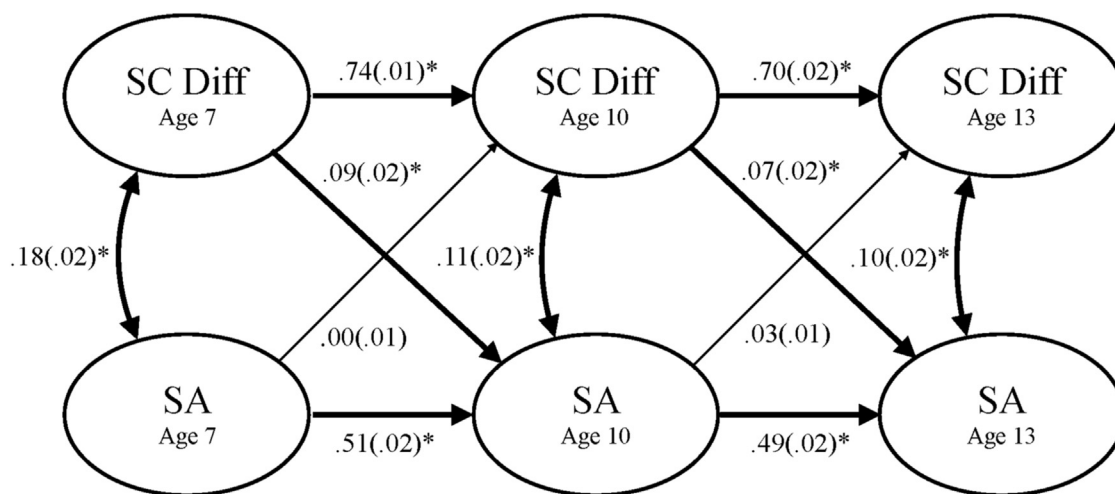 SC Diff
Age 7
.74(.01)*
SC Diff
Age 10
.70(.02)*
SC Diff
Age 13
.09(.02)*
.07(.02)*
.18(.02)*
.11(.02)*
.10(.02)*
.00(.01)
.03(.01)
SA
Age 7
.51(.02)*
SA
Age 10
.49(.02)*
SA
Age 13